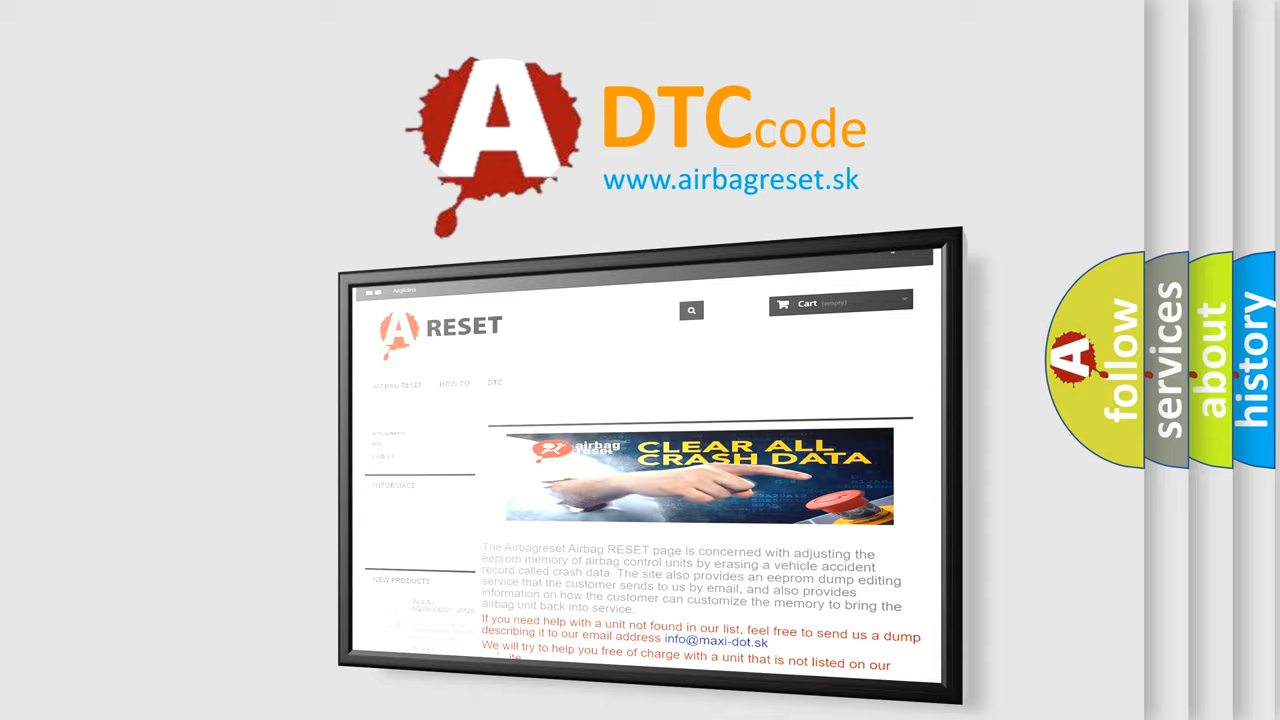 A
DTC code
www.airbagreset.sk
Cart (empty)
A RESET
AIRBAG RESET HOW TO DTC
airbag
reset
CLEAR ALL
CRASH DATA
INFORMACE
NEW PRODUCTS
The Airbagreset Airbag RESET page is concerned with adjusting the
eeprom memory of airbag control units by erasing a vehicle accident
record called crash data. The site also provides an eeprom dump editing
service that the customer sends to us by email, and also provides
information on how the customer can customize the memory to bring the
airbag unit back into service.
If you need help with a unit not found in our list, feel free to send us a dump
describing it to our email address info@maxi-dot.sk
We will try to help you free of charge with a unit that is not listed on our
A
follow
services
about
history